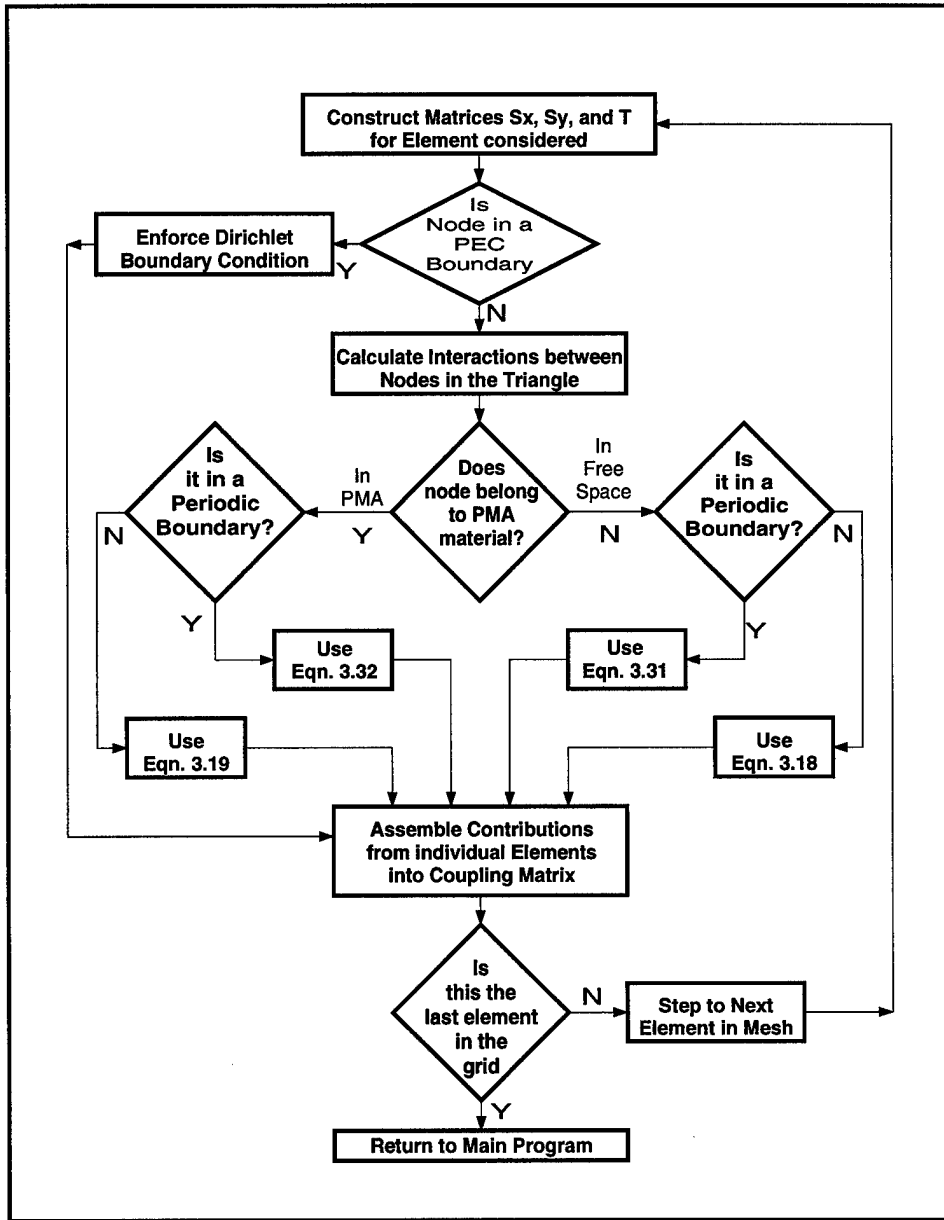 Construct Matrices Sx, Sy, and T
for Element considered
Is
Node in a
PEC
Boundary
Enforce Dirichlet
Boundary Condition
Y
N
Calculate Interactions between
Nodes in the Triangle
Is
it in a
Periodic
Boundary?
In
PMA
Y
Does
node belong
to PMA
material?
In
Free
Space
N
Is
it in a
Periodic
Boundary?
N
N
Y
Y
Use
Eqn. 3.32
Use
Eqn. 3.31
Use
Eqn. 3.19
Use
Eqn. 3.18
Assemble Contributions
from individual Elements
into Coupling Matrix
Is
this the
last element
in the
grid
N
Step to Next
Element in Mesh
Y
Return to Main Program